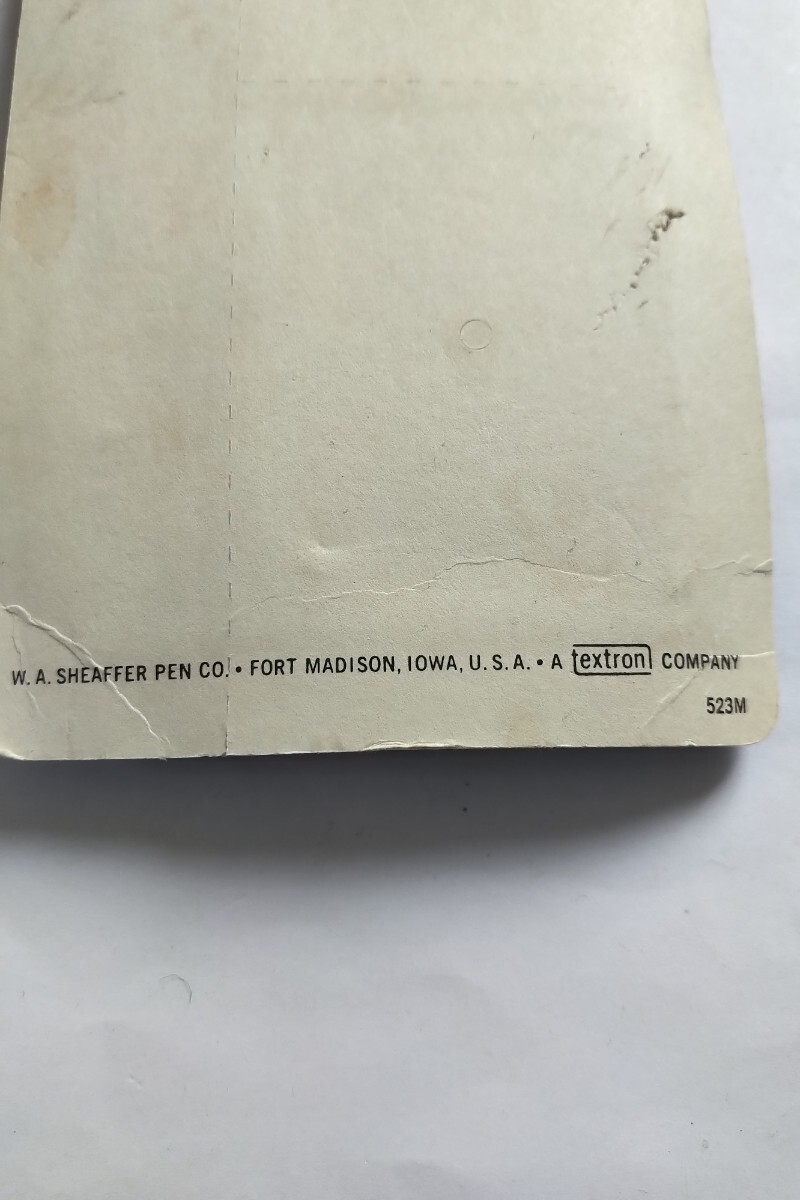 W. A. SHEAFFER PEN CO. • FORT MADISON, IOWA, U. S. A. • A textron COMPANY
523M